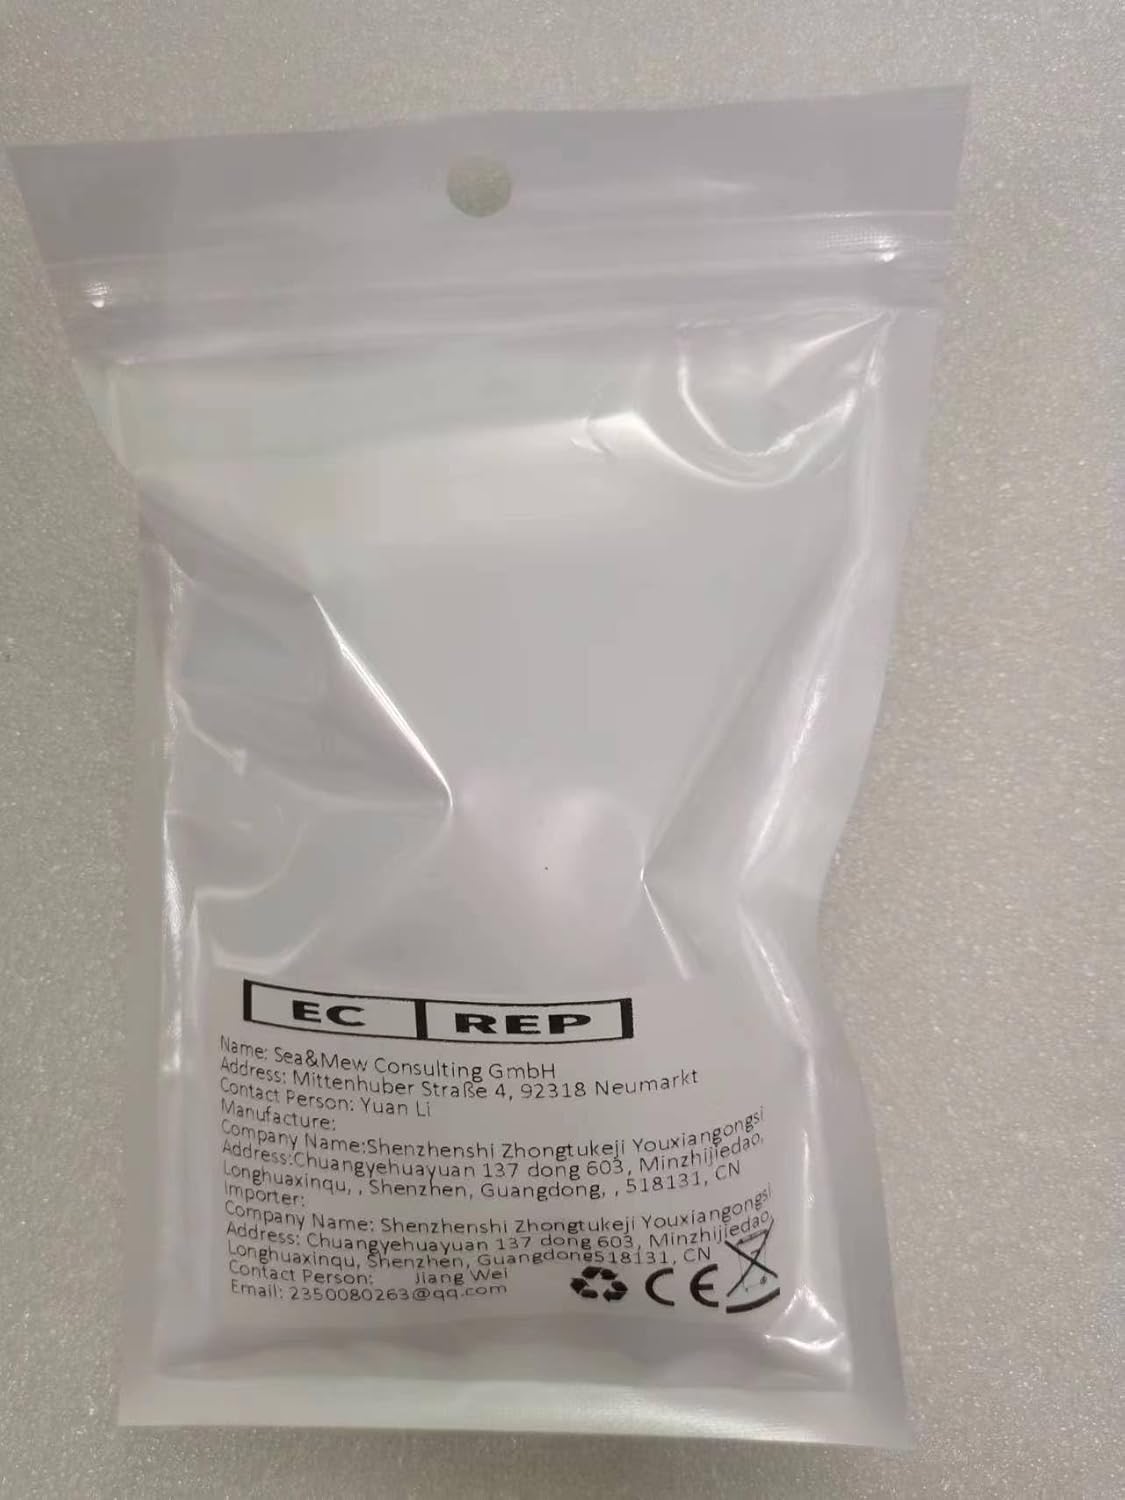 EC REP
Name: Sea&Mew Consulting GmbH
Address: Mittenhuber Straße 4, 92318 Neumarkt
Contact Person: Yuan Li
Manufacture:
Company Name:Shenzhenshi Zhongtukeji Youxiangongsi
Address:Chuangyehuayuan 137 dong 603, Minzhijiedao,
Longhuaxinqu, , Shenzhen, Guangdong, , 518131, CN
Importer:
Company Name: Shenzhenshi Zhongtukeji Youxiangongsi
Address: Chuangyehuayuan 137 dong 603, Minzhijiedao,
Longhuaxinqu, Shenzhen, Guangdong518131, CN
Contact Person: Jiang Wei
Email: 2350080263@qq.com
CE